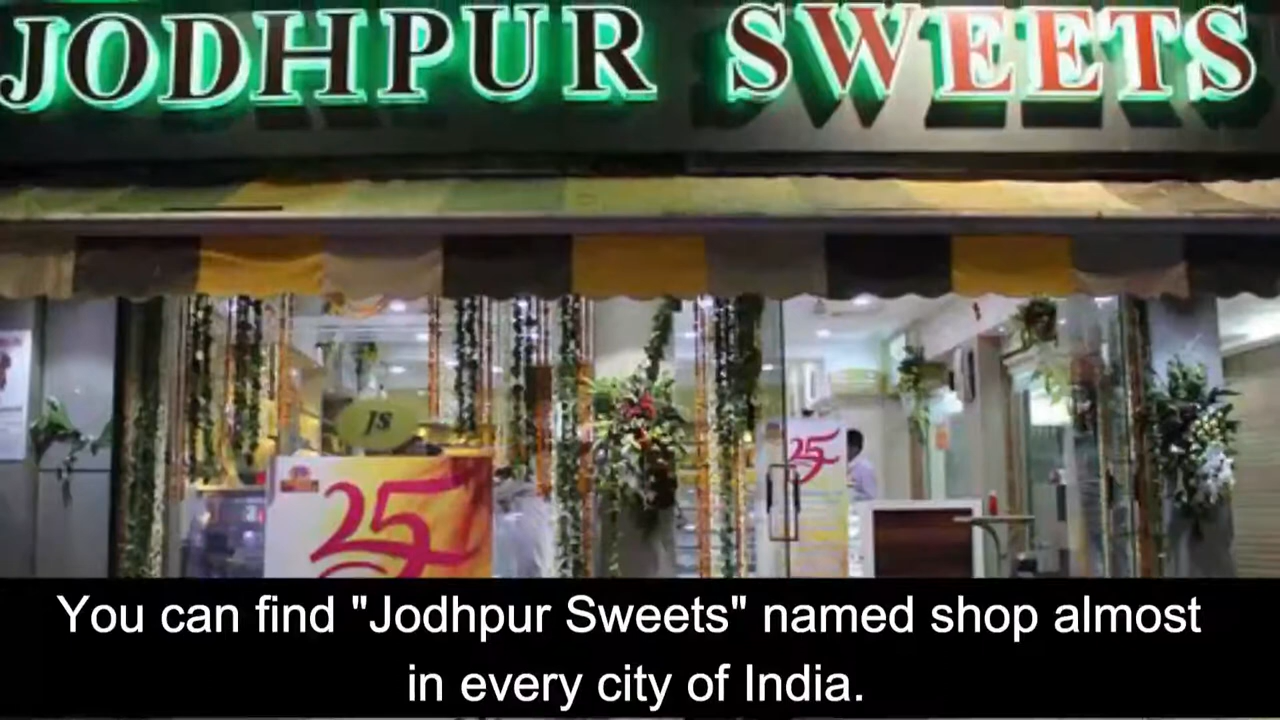 JODHPUR SWEETS
JS
25
25
You can find "Jodhpur Sweets" named shop almost
in every city of India.